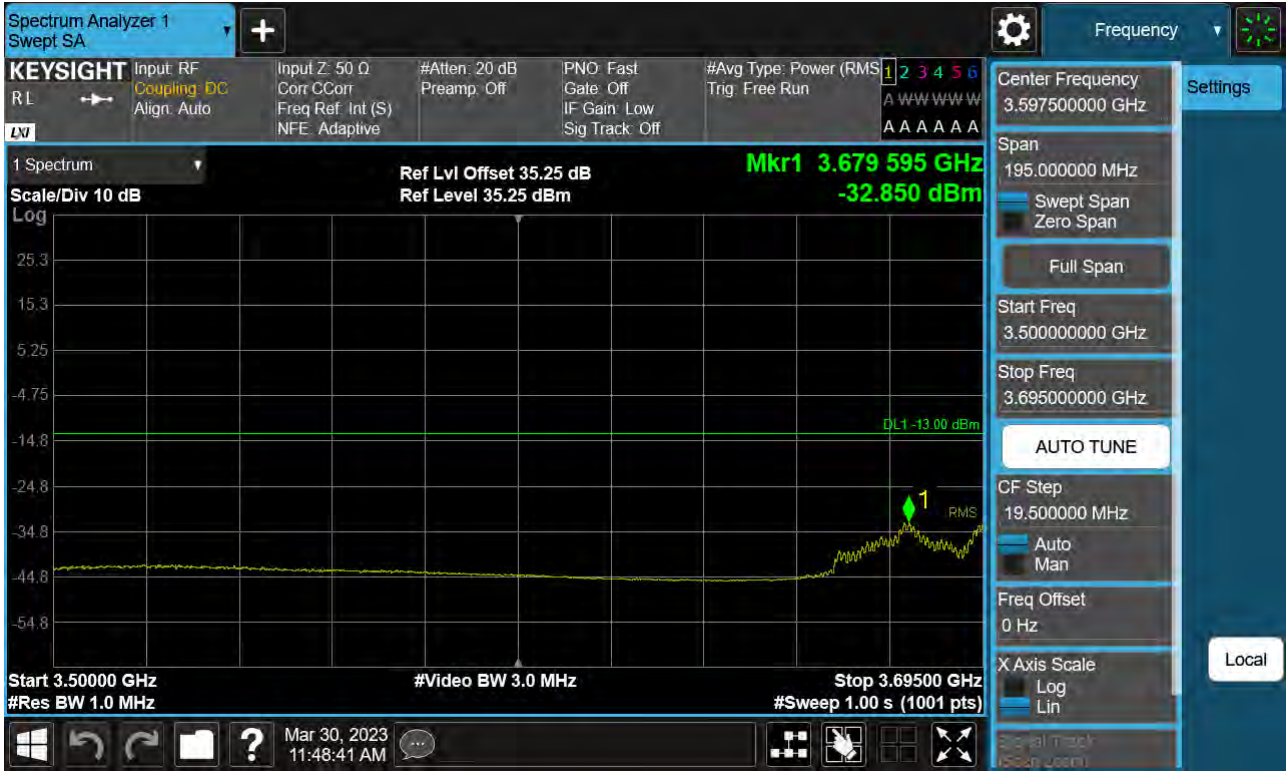 Spectrum Analyzer 1
Swept SA
+
Frequency
KEYSIGHT
RL
LXI
Input: RF
Coupling: DC
Align: Auto
Input Z: 50 Ω
Corr CCorr
Freq Ref: Int (S)
NFE: Adaptive
#Atten: 20 dB
Preamp: Off
PNO: Fast
Gate: Off
IF Gain: Low
Sig Track: Off
#Avg Type: Power (RMS
Trig: Free Run
1 2 3 4 5 6
A W W W W W
A A A A A A
1 Spectrum
Scale/Div 10 dB
Log
Ref Lvl Offset 35.25 dB
Ref Level 35.25 dBm
Mkr1 3.679 595 GHz
-32.850 dBm
25.3
15.3
5.25
-4.75
-14.8
-24.8
-34.8
-44.8
-54.8
DL1 -13.00 dBm
1
RMS
Start 3.50000 GHz
#Res BW 1.0 MHz
#Video BW 3.0 MHz
Stop 3.69500 GHz
#Sweep 1.00 s (1001 pts)
Center Frequency
3.597500000 GHz
Span
195.000000 MHz
Swept Span
Zero Span
Full Span
Start Freq
3.500000000 GHz
Stop Freq
3.695000000 GHz
AUTO TUNE
CF Step
19.500000 MHz
Auto
Man
Freq Offset
0 Hz
X Axis Scale
Log
Lin
Signal Track
(Span Zoom)
Settings
Local
?
Mar 30, 2023
11:48:41 AM